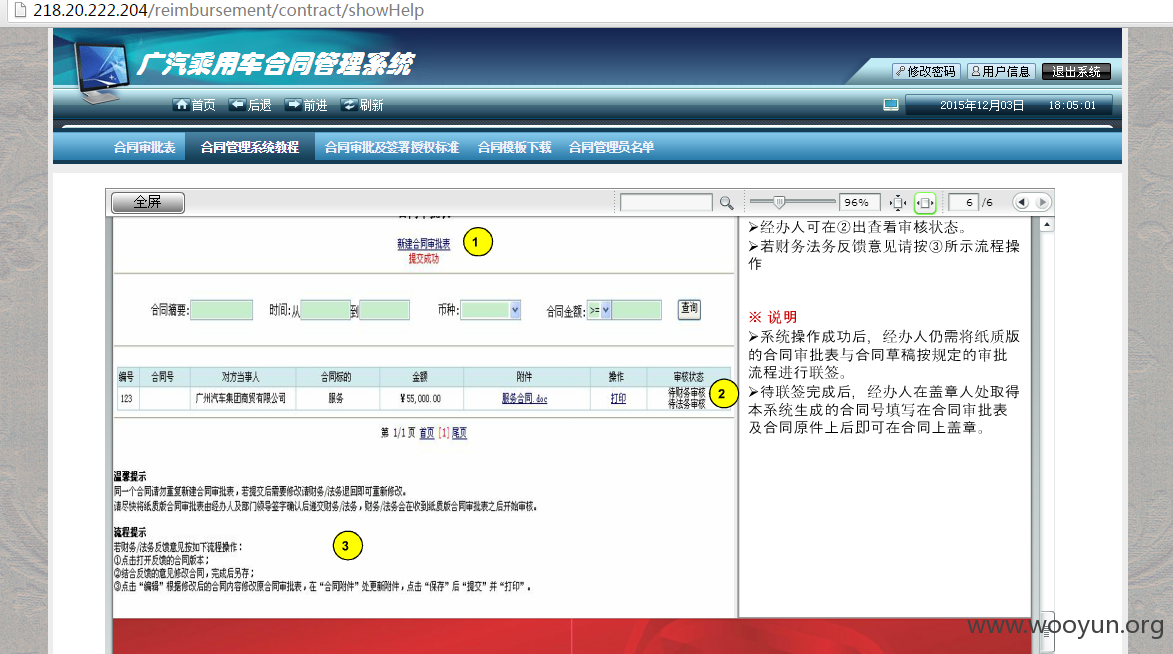 218.20.222.204/reimbursement/contract/showHelp
广汽乘用车合同管理系统
修改密码 用户信息 退出系统
首页 后退 前进 刷新
2015年12月03日 18:05:01
合同审批表 合同管理系统教程 合同审批及签署授权标准 合同模板下载 合同管理员名单
全屏 96% 6 /6
新建合同审批表 1
提交成功
合同摘要: 时间:从 到 币种: 合同金额: >= 查询
编号 合同号 对方当事人 合同标的 金额 附件 操作 审核状态
123 广州汽车集团商贸有限公司 服务 ¥55,000.00 服务合同.doc 打印 待财务审核
待法务审核 2
第 1/1 页 首页 [1] 尾页
温馨提示
同一个合同请勿重复新建合同审批表，若提交后需要修改请财务/法务退回即可重新修改。
请尽快将纸质版合同审批表由经办人及部门领导签字确认后递交财务/法务，财务/法务会在收到纸质版合同审批表之后开始审核。
流程提示
若财务/法务反馈意见按如下流程操作： 3
①点击打开反馈的合同版本；
②结合反馈的意见修改合同，完成后另存；
③点击“编辑”根据修改后的合同内容修改原合同审批表，在“合同附件”处更新附件，点击“保存”后“提交”并“打印”。
➢经办人可在②出查看审核状态。
➢若财务法务反馈意见请按③所示流程操
作
※ 说明
➢系统操作成功后，经办人仍需将纸质版
的合同审批表与合同草稿按规定的审批
流程进行联签。
➢待联签完成后，经办人在盖章人处取得
本系统生成的合同号填写在合同审批表
及合同原件上后即可在合同上盖章。
www.wooyun.org